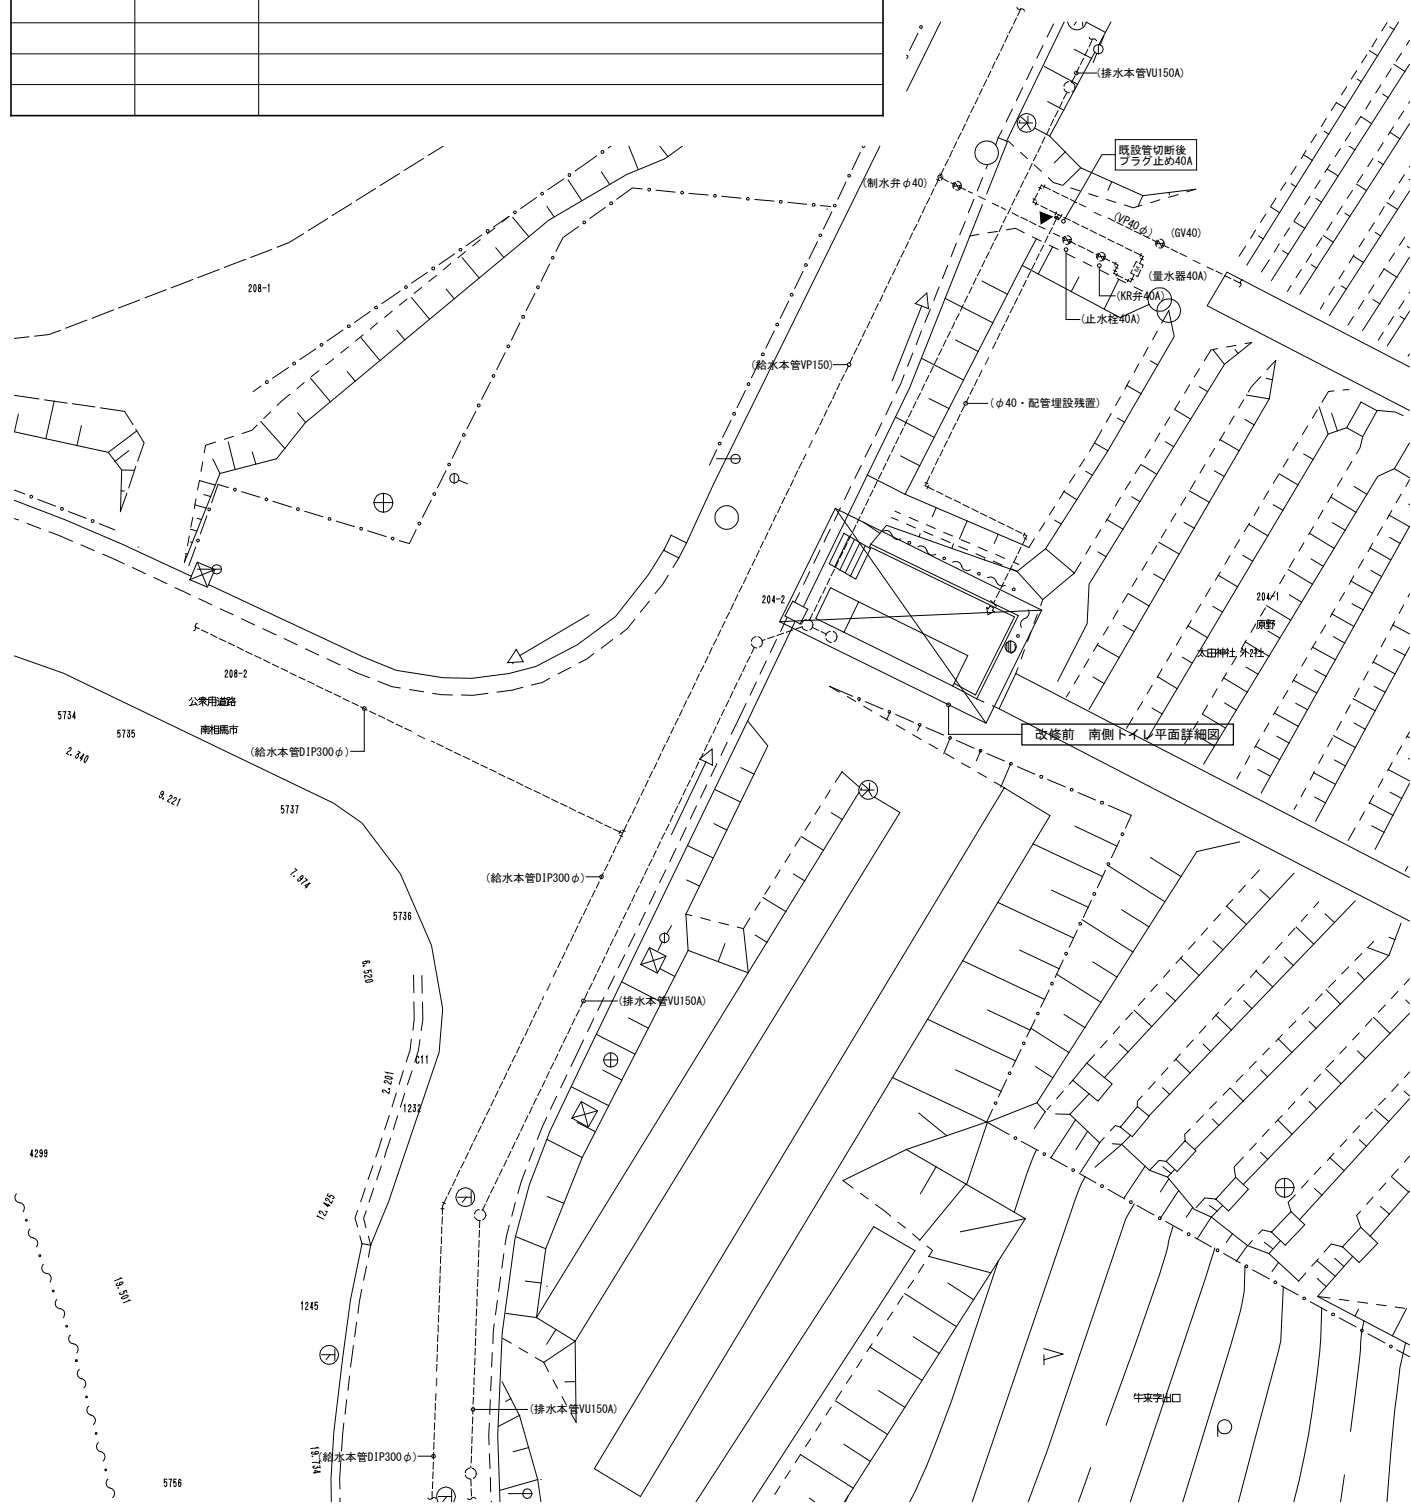 (排水本管VU150A)
既設管切断後
プラグ止め40A
(制水弁φ40)
(VP40φ)
(GV40)
(量水器40A)
(KR弁40A)
(止水栓40A)
208-1
(給水本管VP150)
(φ40・配管埋設残置)
204-2
204-1
原野
太田神社 外2社
208-2
公衆用道路
南相馬市
5734
5735
2.340
(給水本管DIP300φ)
改修前 南側トイレ平面詳細図
9.221
5737
(給水本管DIP300φ)
7.974
5736
6.520
(排水本管VU150A)
C11
2.201
1232
4299
12.425
19.501
1245
牛来字出口
(排水本管VU150A)
(給水本管DIP300φ)
19.734
5756